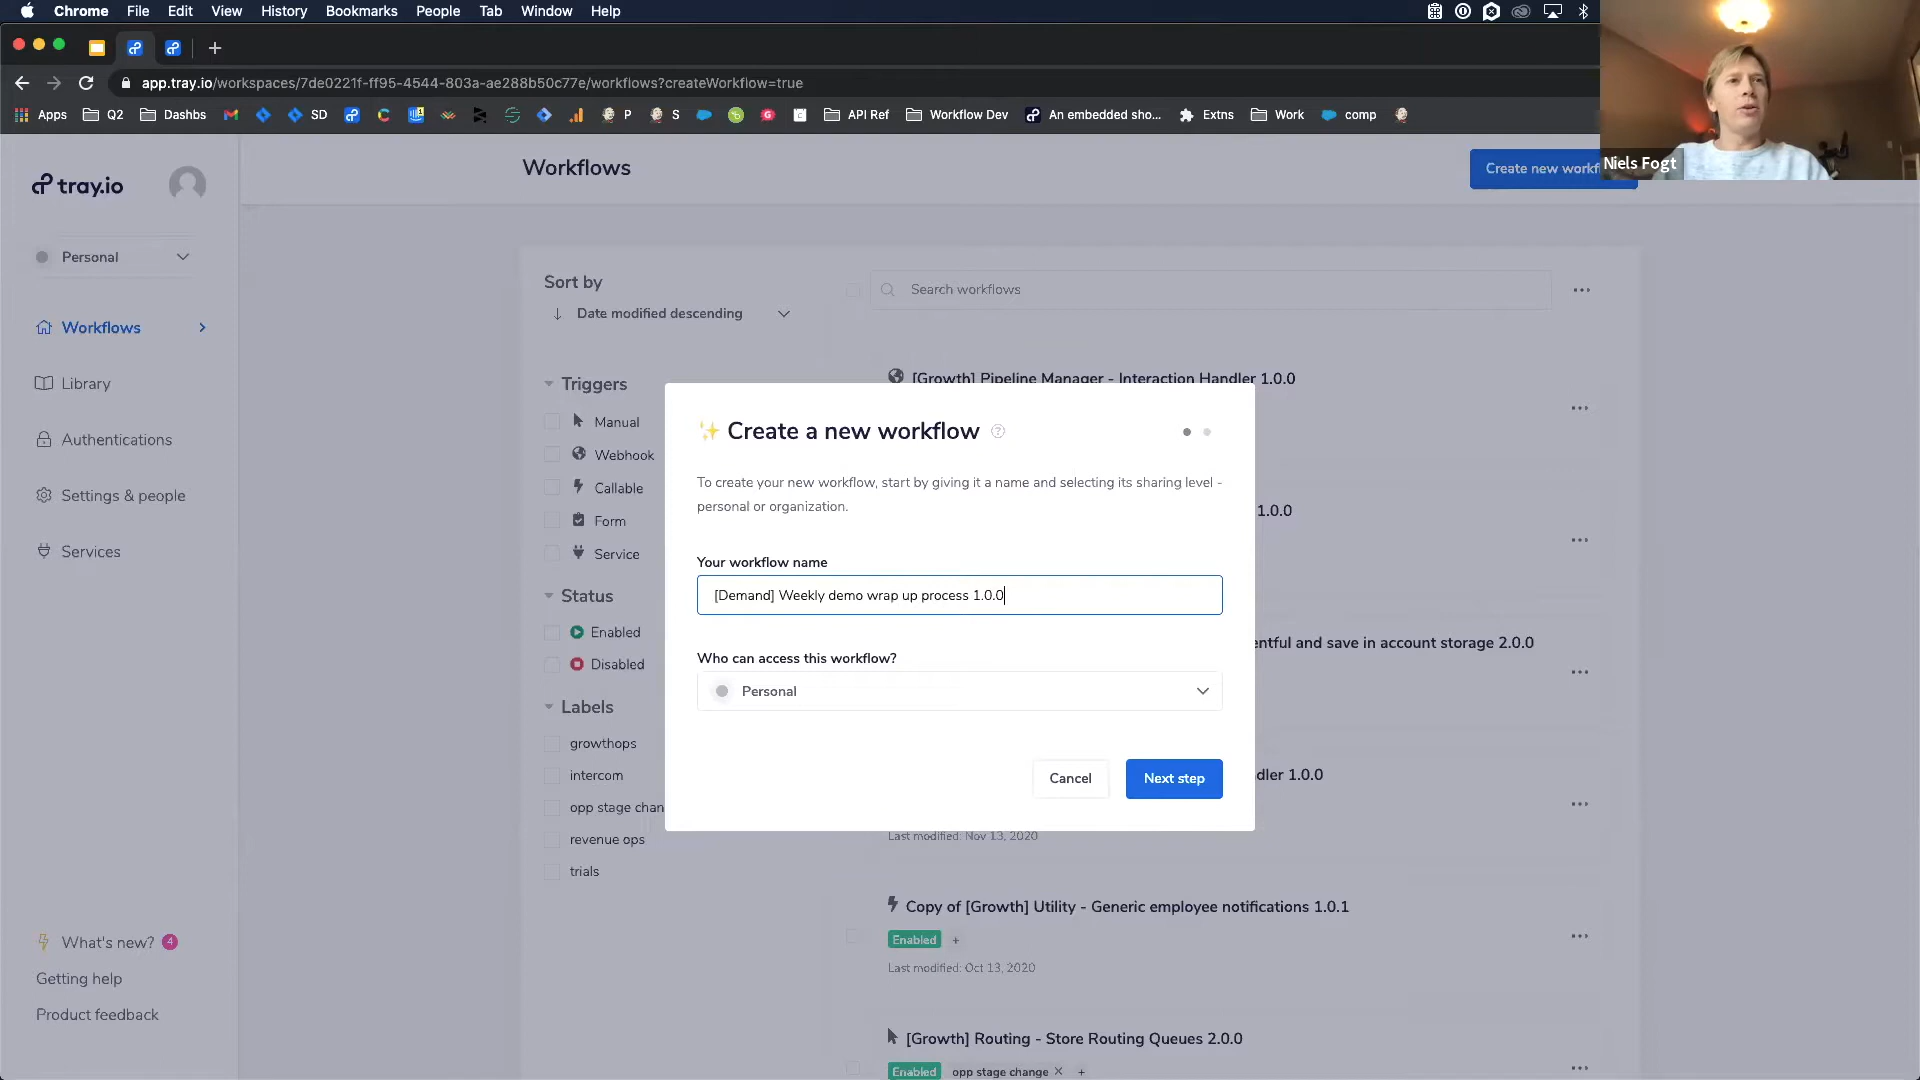 Chrome File Edit View History Bookmarks People Tab Window Help
app.tray.io/workspaces/7de0221f-ff95-4544-803a-ae288b50c77e/workflows?createWorkflow=true
Apps Q2 Dashbs SD P S API Ref Workflow Dev An embedded sho... Extns Work comp
Niels Fogt
tray.io
Workflows
Create new workf
Personal
Workflows
Library
Authentications
Settings & people
Services
What's new? 4
Getting help
Product feedback
Sort by
Date modified descending
Triggers
Manual
Webhook
Callable
Form
Service
Status
Enabled
Disabled
Labels
growthops
intercom
opp stage chan
revenue ops
trials
Search workflows
[Growth] Pipeline Manager - Interaction Handler 1.0.0
1.0.0
entful and save in account storage 2.0.0
dler 1.0.0
Last modified: Nov 13, 2020
Copy of [Growth] Utility - Generic employee notifications 1.0.1
Enabled +
Last modified: Oct 13, 2020
[Growth] Routing - Store Routing Queues 2.0.0
Enabled opp stage change × +
Create a new workflow ?
To create your new workflow, start by giving it a name and selecting its sharing level -
personal or organization.
Your workflow name
[Demand] Weekly demo wrap up process 1.0.0
Who can access this workflow?
Personal
Cancel Next step